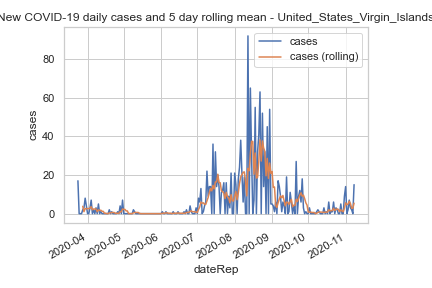 New COVID-19 daily cases and 5 day rolling mean - United_States_Virgin_Islands
cases
cases (rolling)
80
60
40
20
0
cases
2020-04
2020-05
2020-06
2020-07
2020-08
2020-09
2020-10
2020-11
dateRep